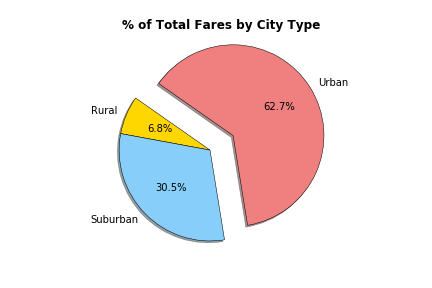 % of Total Fares by City Type
Urban
62.7%
Rural
6.8%
30.5%
Suburban